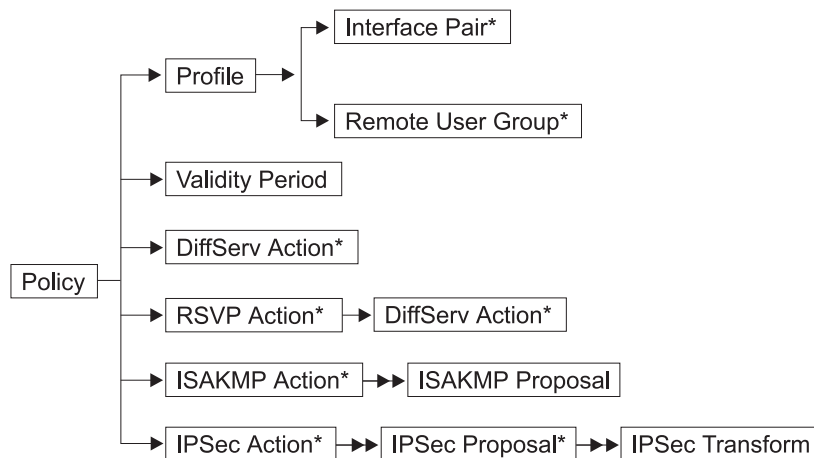 Interface Pair*
Profile
Remote User Group*
Validity Period
DiffServ Action*
Policy
RSVP Action*
DiffServ Action*
ISAKMP Action*
ISAKMP Proposal
IPSec Action*
IPSec Proposal*
IPSec Transform